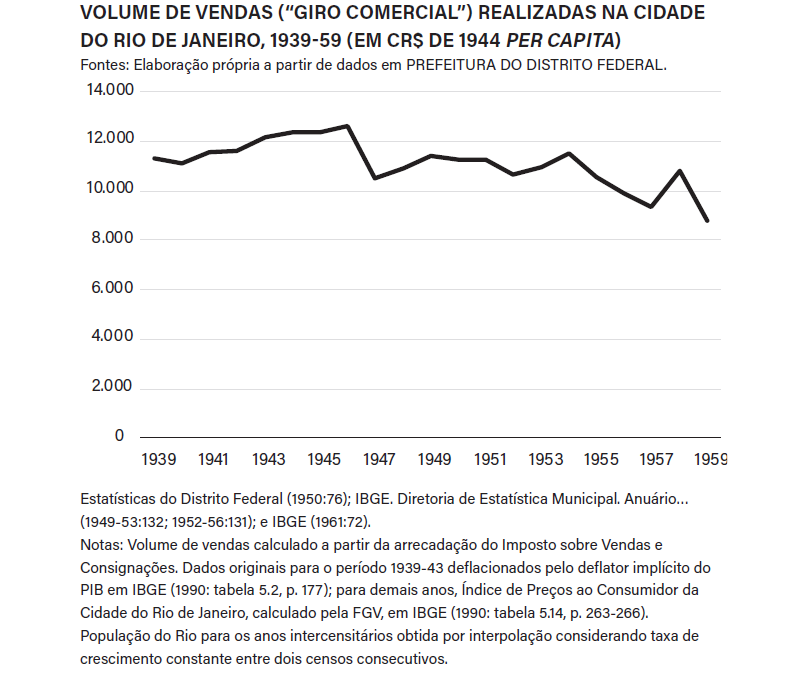 VOLUME DE VENDAS (“GIRO COMERCIAL”) REALIZADAS NA CIDADE
DO RIO DE JANEIRO, 1939-59 (EM CR$ DE 1944 PER CAPITA)
Fontes: Elaboração própria a partir de dados em PREFEITURA DO DISTRITO FEDERAL.
14.000
12.000
10.000
8.000
6.000
4.000
2.000
0
1939 1941 1943 1945 1947 1949 1951 1953 1955 1957 1959
Estatísticas do Distrito Federal (1950:76); IBGE. Diretoria de Estatística Municipal. Anuário...
(1949-53:132; 1952-56:131); e IBGE (1961:72).
Notas: Volume de vendas calculado a partir da arrecadação do Imposto sobre Vendas e
Consignações. Dados originais para o período 1939-43 deflacionados pelo deflator implícito do
PIB em IBGE (1990: tabela 5.2, p. 177); para demais anos, Índice de Preços ao Consumidor da
Cidade do Rio de Janeiro, calculado pela FGV, em IBGE (1990: tabela 5.14, p. 263-266).
População do Rio para os anos intercensitários obtida por interpolação considerando taxa de
crescimento constante entre dois censos consecutivos.